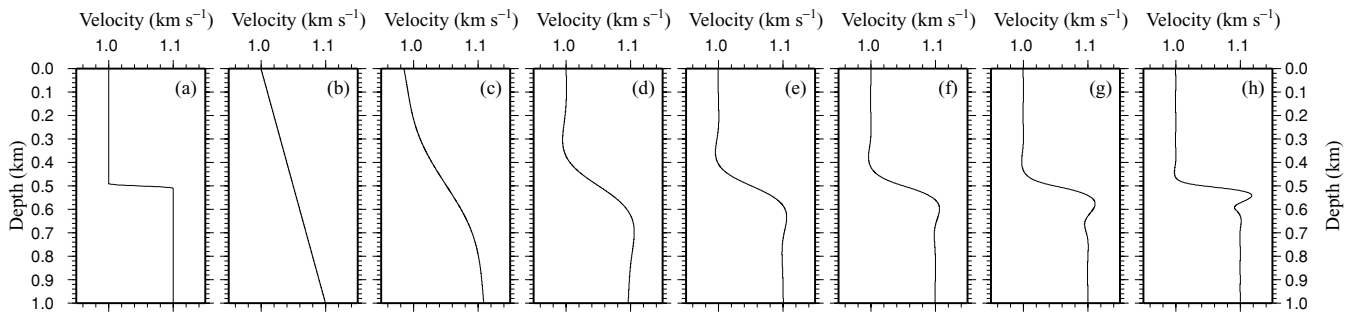 Velocity (km s⁻¹) Velocity (km s⁻¹) Velocity (km s⁻¹) Velocity (km s⁻¹) Velocity (km s⁻¹) Velocity (km s⁻¹) Velocity (km s⁻¹) Velocity (km s⁻¹)
1.0 1.1 1.0 1.1 1.0 1.1 1.0 1.1 1.0 1.1 1.0 1.1 1.0 1.1 1.0 1.1
0.0 0.0
(a) (b) (c) (d) (e) (f) (g) (h)
0.1 0.1
0.2 0.2
0.3 0.3
0.4 0.4
0.5 0.5
0.6 0.6
0.7 0.7
0.8 0.8
0.9 0.9
1.0 1.0
Depth (km) Depth (km)